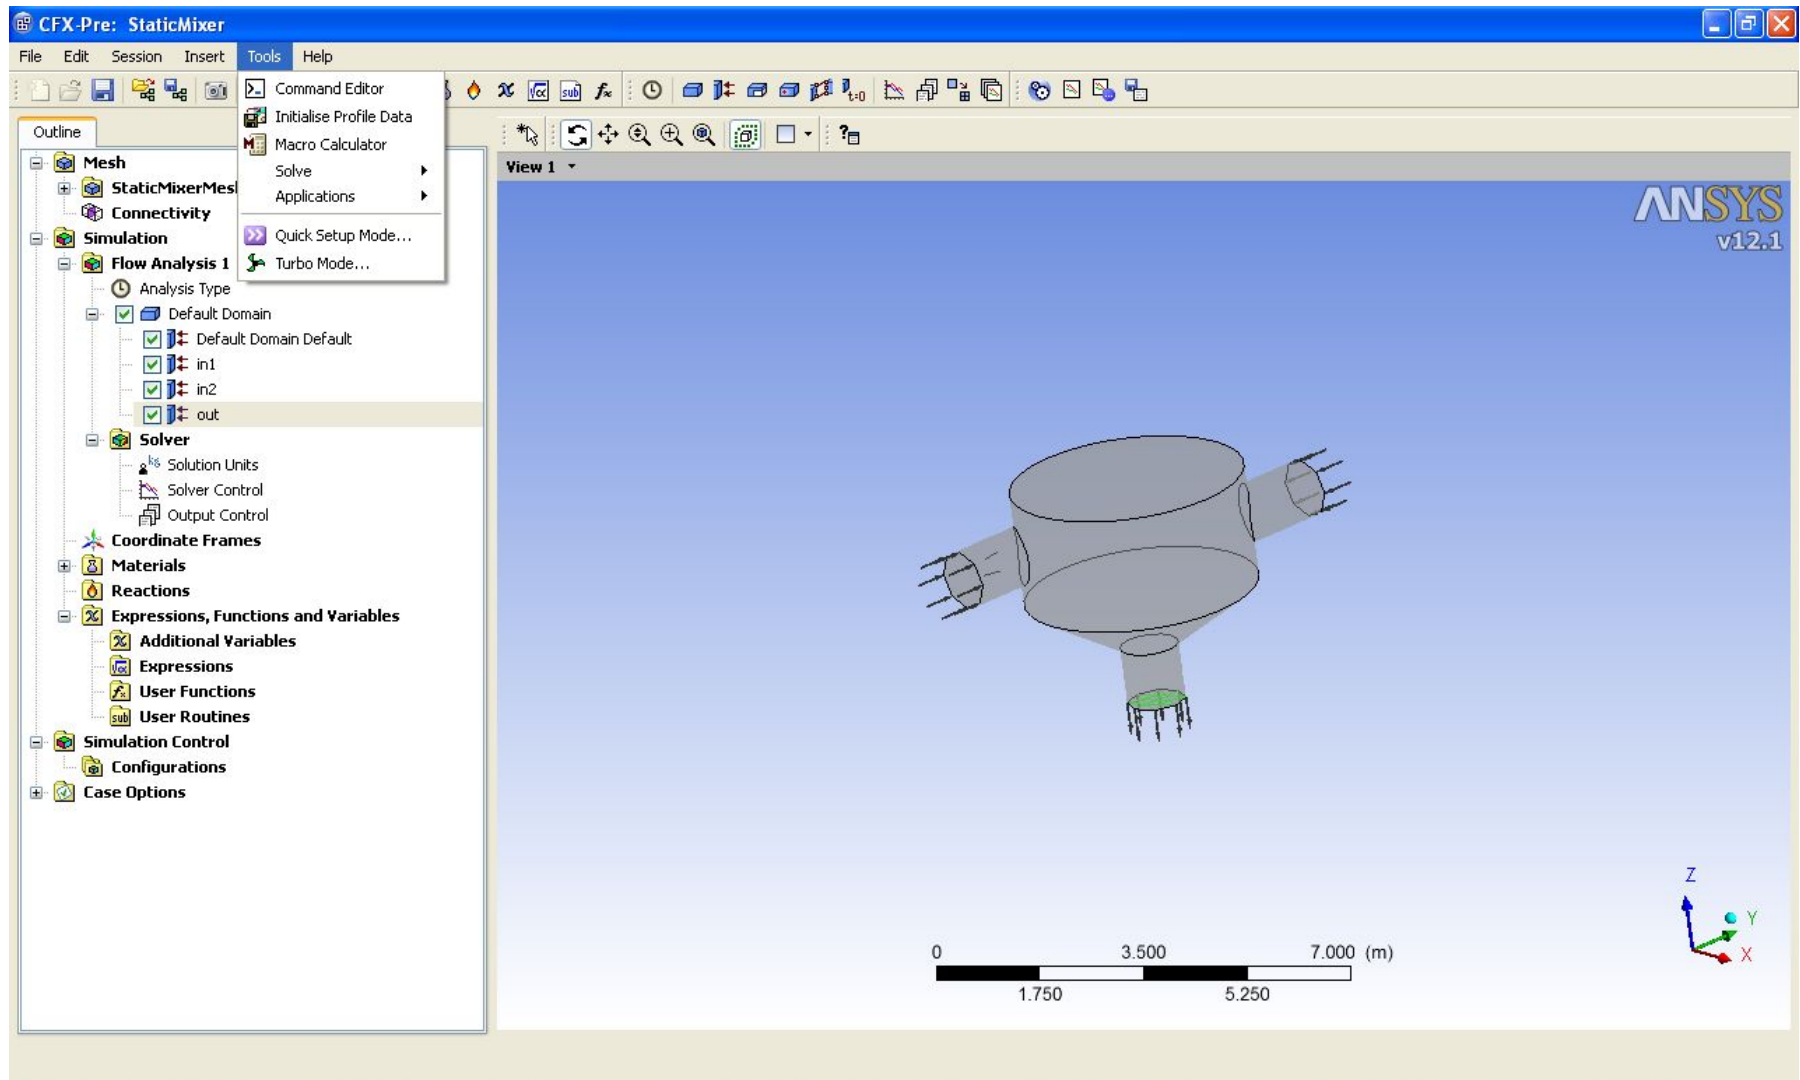 CFX-Pre: StaticMixer
File Edit Session Insert Tools Help
Command Editor
Initialise Profile Data
Macro Calculator
Solve
Applications
Quick Setup Mode...
Turbo Mode...
Outline
Mesh
StaticMixerMesh
Connectivity
Simulation
Flow Analysis 1
Analysis Type
Default Domain
Default Domain Default
in1
in2
out
Solver
Solution Units
Solver Control
Output Control
Coordinate Frames
Materials
Reactions
Expressions, Functions and Variables
Additional Variables
Expressions
User Functions
User Routines
Simulation Control
Configurations
Case Options
View 1
ANSYS
v12.1
0 3.500 7.000 (m)
1.750 5.250
Z
Y
X